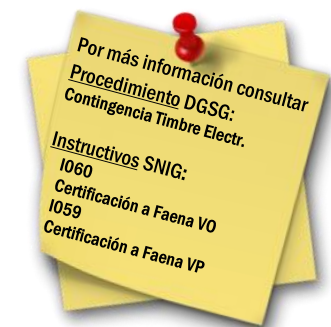 Por más información consultar
Procedimiento DGSG:
Contingencia Timbre Electr.
Instructivos SNIG:
I060
Certificación a Faena VO
I059
Certificación a Faena VP